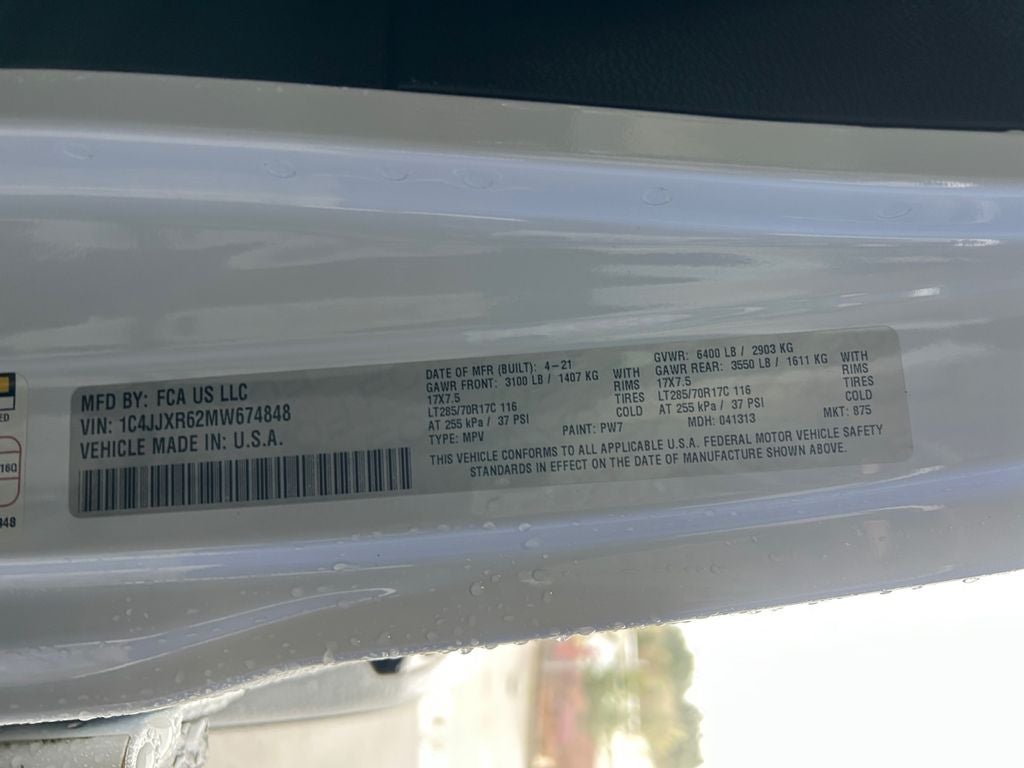 MFD BY: FCA US LLC
VIN: 1C4JJXR62MW674848
VEHICLE MADE IN: U.S.A.
DATE OF MFR (BUILT): 4-21
GAWR FRONT: 3100 LB / 1407 KG WITH
17X7.5 RIMS
LT285/70R17C 116 TIRES
AT 255 kPa / 37 PSI COLD
TYPE: MPV PAINT: PW7
GVWR: 6400 LB / 2903 KG
GAWR REAR: 3550 LB / 1611 KG WITH
17X7.5 RIMS
LT285/70R17C 116 TIRES
AT 255 kPa / 37 PSI COLD
MDH: 041313 MKT: 875
THIS VEHICLE CONFORMS TO ALL APPLICABLE U.S.A. FEDERAL MOTOR VEHICLE SAFETY
STANDARDS IN EFFECT ON THE DATE OF MANUFACTURE SHOWN ABOVE.